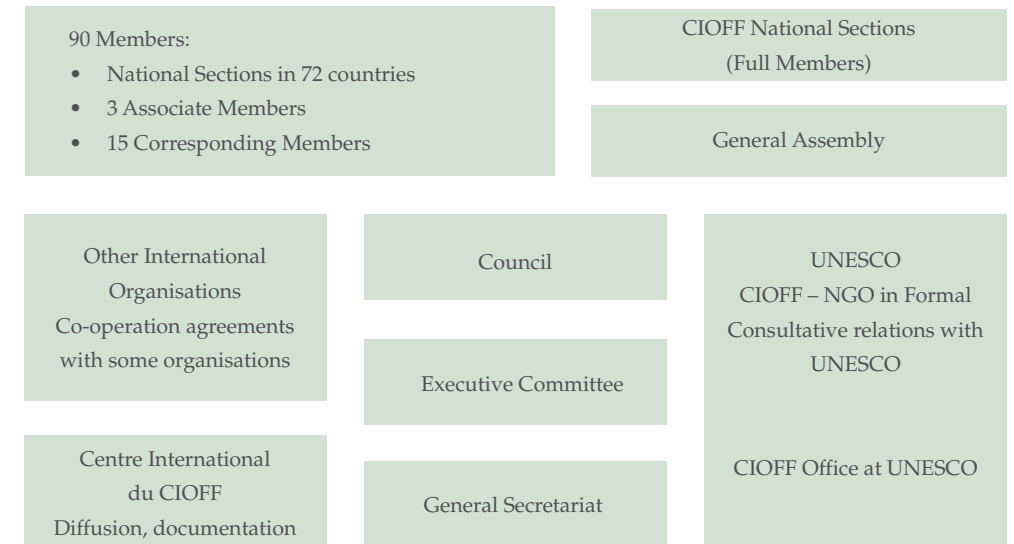 90 Members:
• National Sections in 72 countries
• 3 Associate Members
• 15 Corresponding Members
CIOFF National Sections
(Full Members)
General Assembly
Other International
Organisations
Co-operation agreements
with some organisations
Council
UNESCO
CIOFF – NGO in Formal
Consultative relations with
UNESCO
Executive Committee
Centre International
du CIOFF
Diffusion, documentation
General Secretariat
CIOFF Office at UNESCO